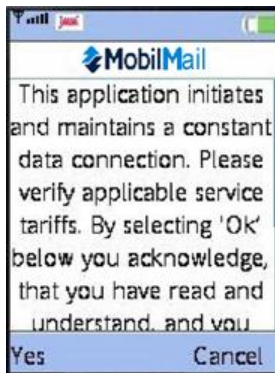 Java
MobilMail
This application initiates
and maintains a constant
data connection. Please
verify applicable service
tariffs. By selecting 'Ok'
below you acknowledge,
that you have read and
understand, and you
Yes Cancel